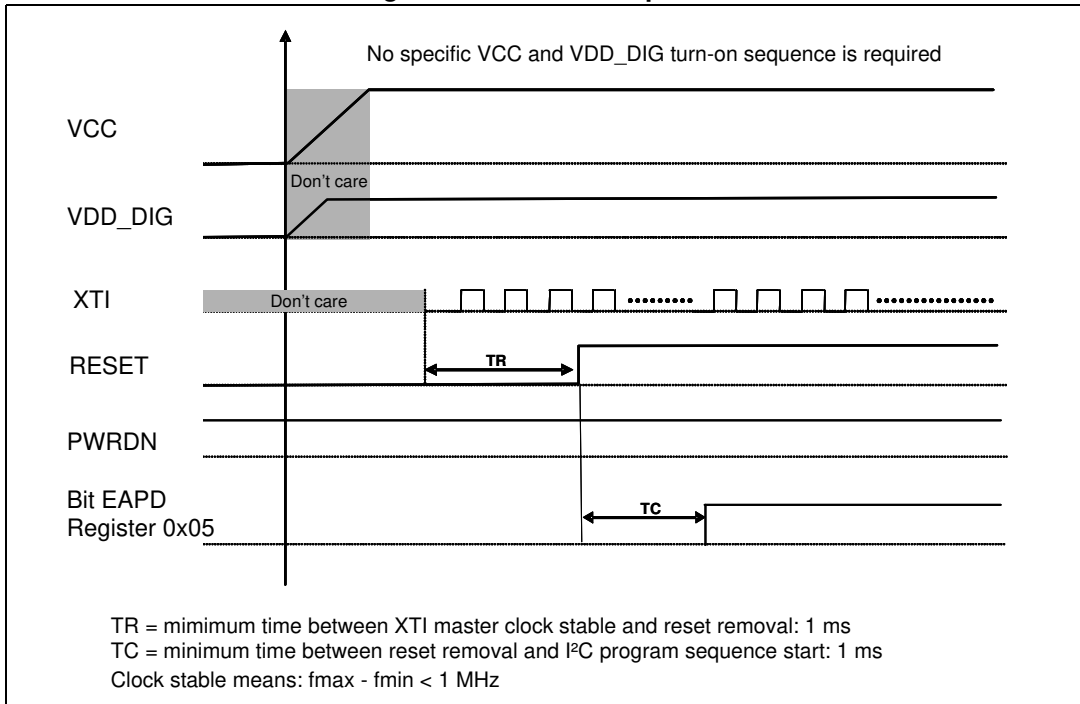 No specific VCC and VDD_DIG turn-on sequence is required
VCC
Don't care
VDD_DIG
XTI
Don't care
RESET
TR
PWRDN
Bit EAPD
Register 0x05
TC
TR = mimimum time between XTI master clock stable and reset removal: 1 ms
TC = minimum time between reset removal and I²C program sequence start: 1 ms
Clock stable means: fmax - fmin < 1 MHz